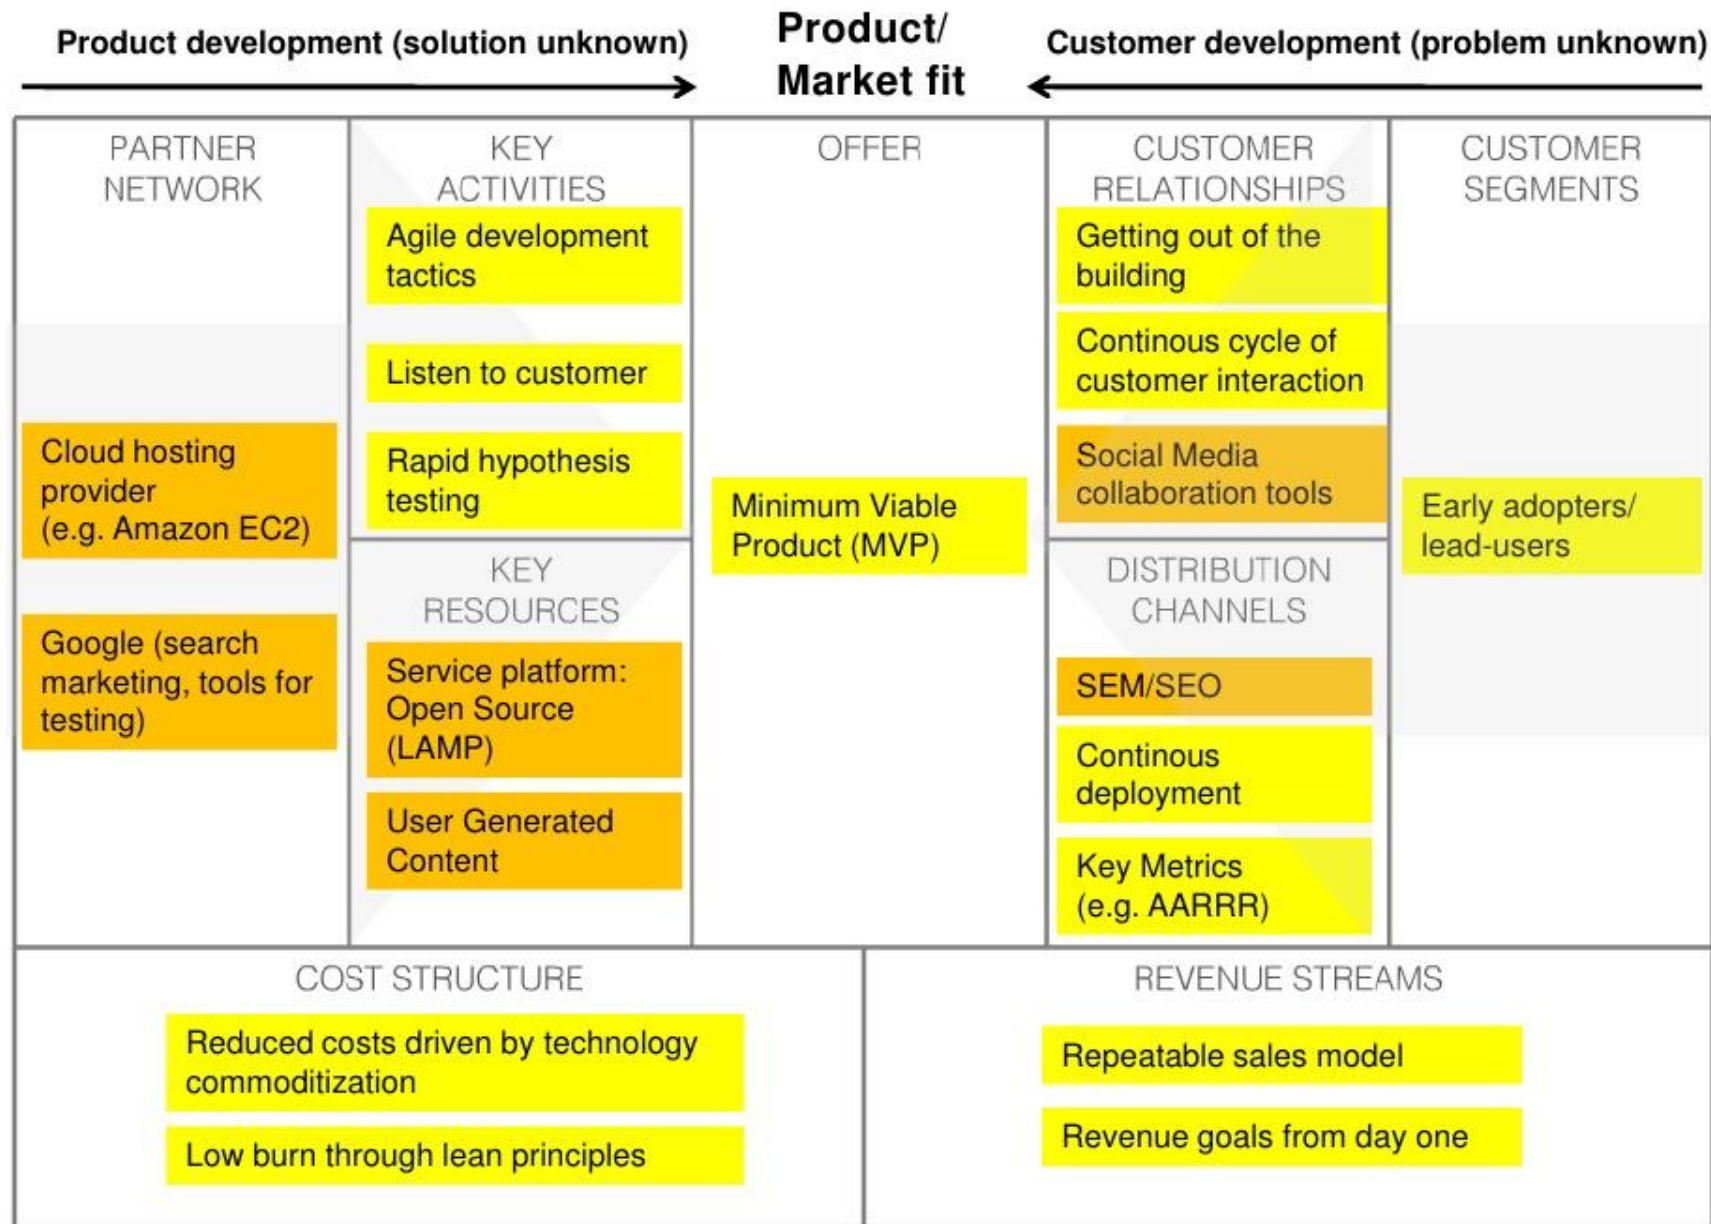 Product development (solution unknown)
Product/
Market fit
Customer development (problem unknown)
PARTNER
NETWORK
Cloud hosting
provider
(e.g. Amazon EC2)
Google (search
marketing, tools for
testing)
KEY
ACTIVITIES
Agile development
tactics
Listen to customer
Rapid hypothesis
testing
KEY
RESOURCES
Service platform:
Open Source
(LAMP)
User Generated
Content
OFFER
Minimum Viable
Product (MVP)
CUSTOMER
RELATIONSHIPS
Getting out of the
building
Continous cycle of
customer interaction
Social Media
collaboration tools
DISTRIBUTION
CHANNELS
SEM/SEO
Continous
deployment
Key Metrics
(e.g. AARRR)
CUSTOMER
SEGMENTS
Early adopters/
lead-users
COST STRUCTURE
Reduced costs driven by technology
commoditization
Low burn through lean principles
REVENUE STREAMS
Repeatable sales model
Revenue goals from day one